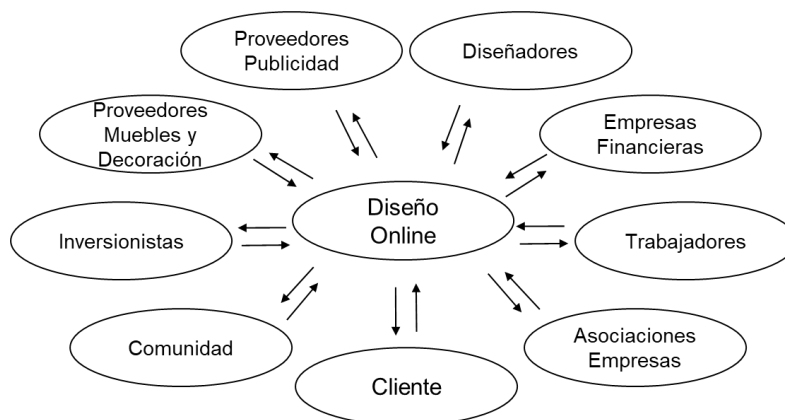 Proveedores
Publicidad
Diseñadores
Proveedores
Muebles y
Decoración
Empresas
Financieras
Diseño
Online
Inversionistas
Trabajadores
Comunidad
Asociaciones
Empresas
Cliente